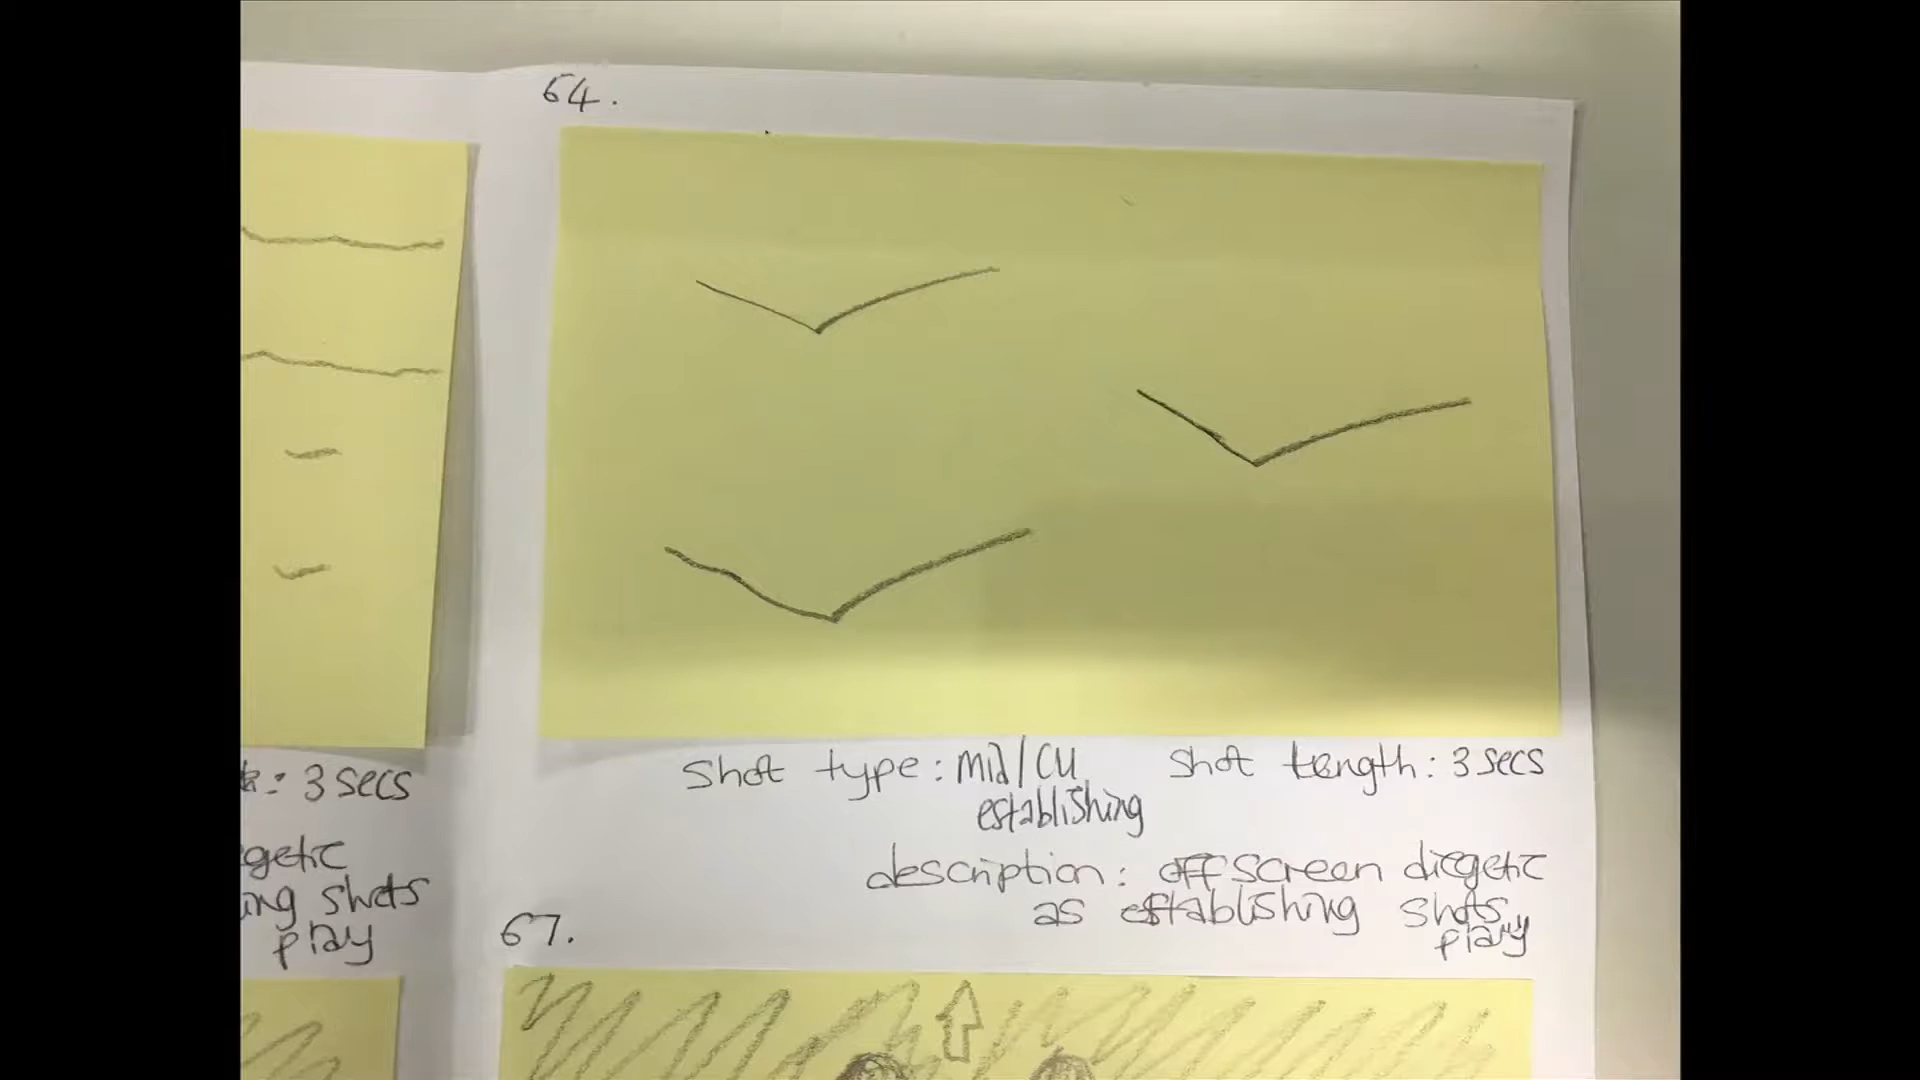 64.
Shot type: Mid/CU
establishing
Shot length: 3 secs
description: off screen diegetic
as establishing shots
play
: 3 secs
getic
ing shots
play
67.